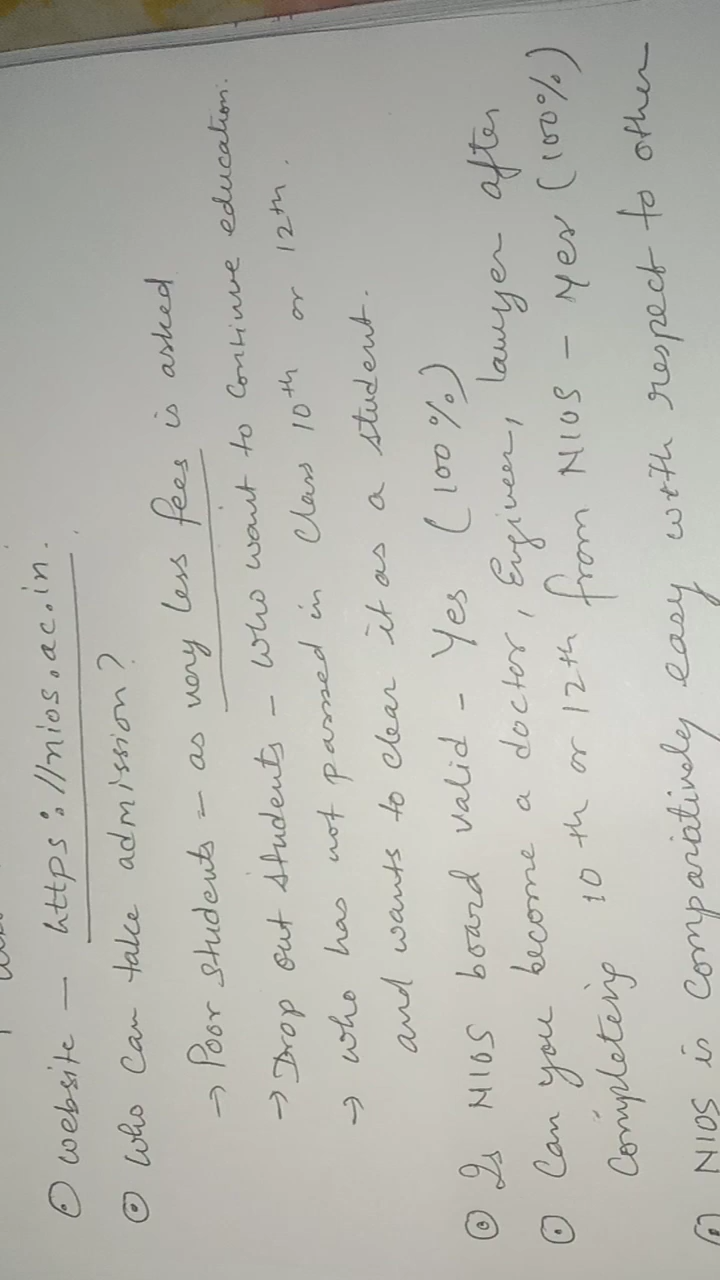 ⊙ website — https://nios.ac.in.
⊙ Who can take admission?
→ Poor students – as very less fees is asked
→ Drop out students – who want to continue education.
→ who has not passed in class 10th or 12th.
and wants to clear it as a student.
⊙ Is NIOS board valid – Yes (100%)
⊙ Can you become a doctor, Engineer, lawyer after
Completing 10th or 12th from NIOS – Yes (100%)
⊙ NIOS is compariatively easy with respect to other